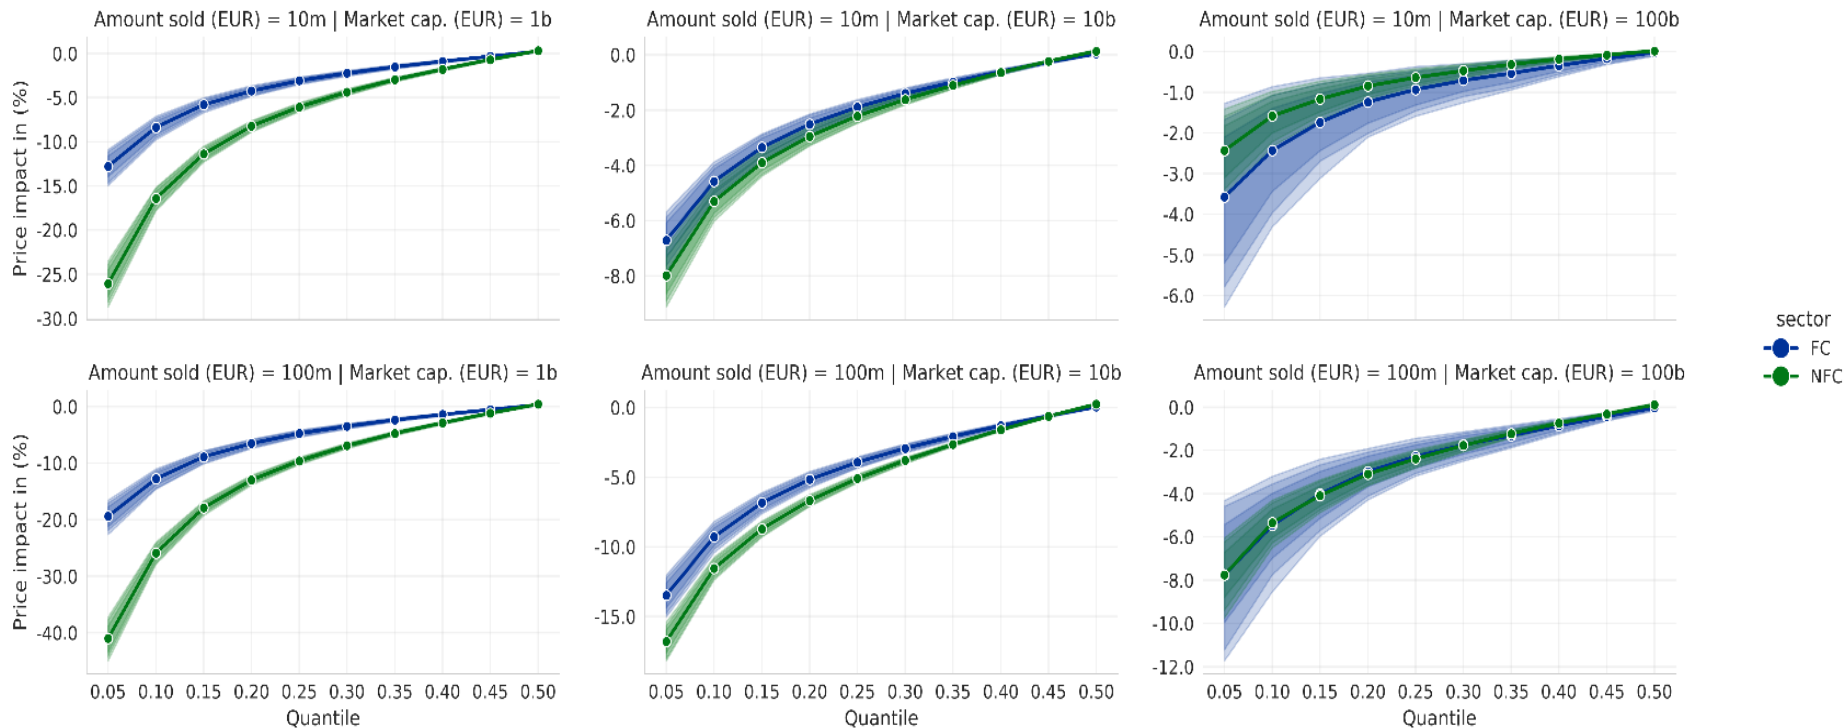 Amount sold (EUR) = 10m | Market cap. (EUR) = 1b
Amount sold (EUR) = 10m | Market cap. (EUR) = 10b
Amount sold (EUR) = 10m | Market cap. (EUR) = 100b
Price impact in (%)
0.0
-5.0
-10.0
-15.0
-20.0
-25.0
-30.0
0.0
-2.0
-4.0
-6.0
-8.0
0.0
-1.0
-2.0
-3.0
-4.0
-5.0
-6.0
sector
FC
NFC
Amount sold (EUR) = 100m | Market cap. (EUR) = 1b
Amount sold (EUR) = 100m | Market cap. (EUR) = 10b
Amount sold (EUR) = 100m | Market cap. (EUR) = 100b
Price impact in (%)
0.0
-10.0
-20.0
-30.0
-40.0
0.0
-5.0
-10.0
-15.0
0.0
-2.0
-4.0
-6.0
-8.0
-10.0
-12.0
0.05 0.10 0.15 0.20 0.25 0.30 0.35 0.40 0.45 0.50
0.05 0.10 0.15 0.20 0.25 0.30 0.35 0.40 0.45 0.50
0.05 0.10 0.15 0.20 0.25 0.30 0.35 0.40 0.45 0.50
Quantile
Quantile
Quantile